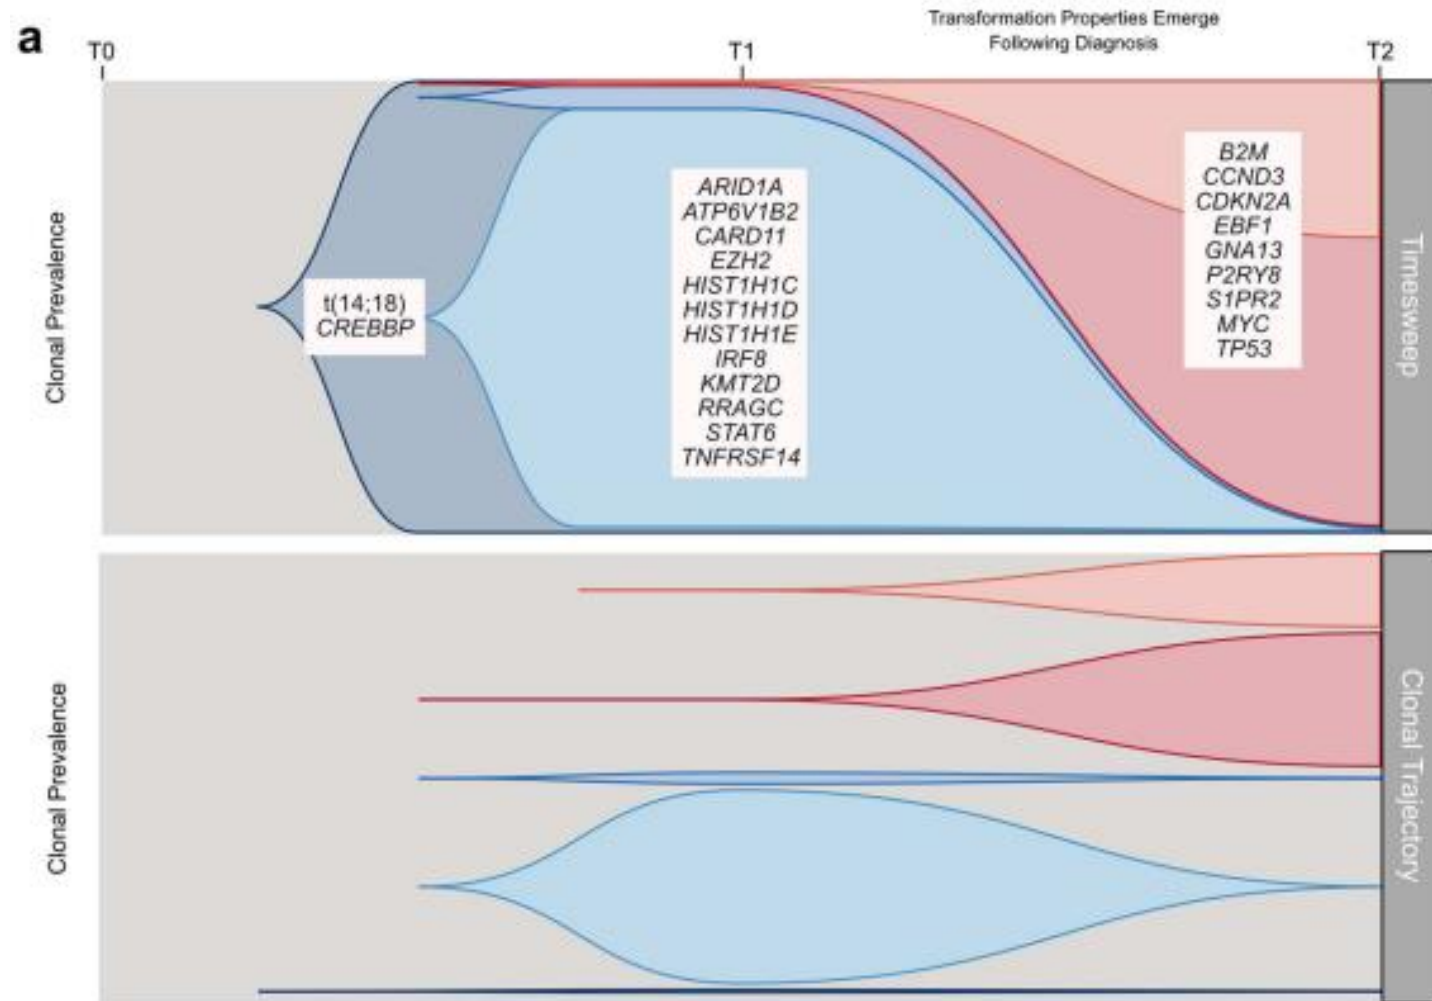 a
Transformation Properties Emerge
Following Diagnosis
T0
T1
T2
Clonal Prevalence
t(14;18)
CREBBP
ARID1A
ATP6V1B2
CARD11
EZH2
HIST1H1C
HIST1H1D
HIST1H1E
IRF8
KMT2D
RRAGC
STAT6
TNFRSF14
B2M
CCND3
CDKN2A
EBF1
GNA13
P2RY8
S1PR2
MYC
TP53
Timesweep
Clonal Prevalence
Clonal Trajectory